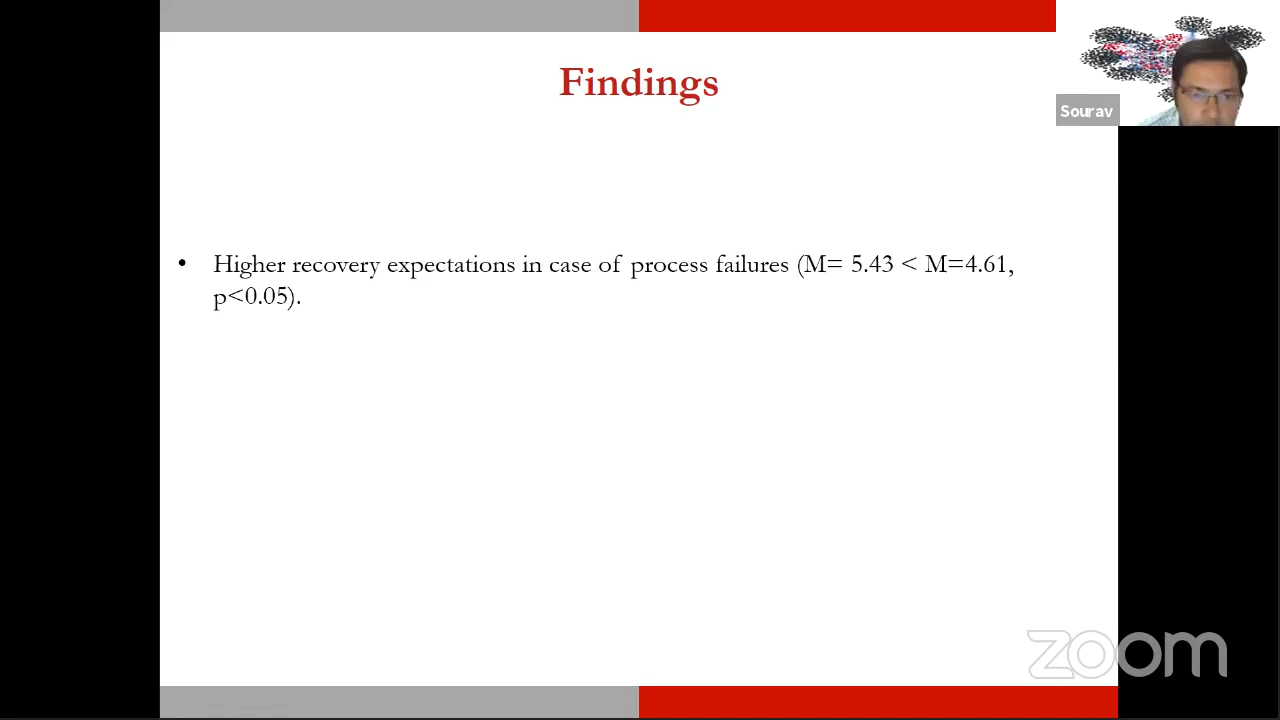 Findings
Sourav
• Higher recovery expectations in case of process failures (M= 5.43 < M=4.61,
p<0.05).
zoom